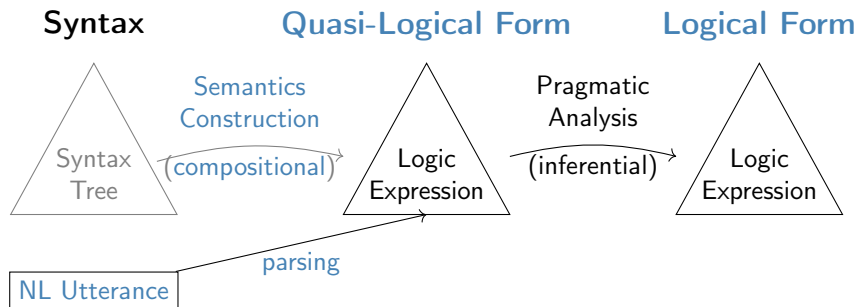 Syntax
Quasi-Logical Form
Logical Form
Semantics
Construction
(compositional)
Pragmatic
Analysis
(inferential)
Syntax
Tree
Logic
Expression
Logic
Expression
parsing
NL Utterance